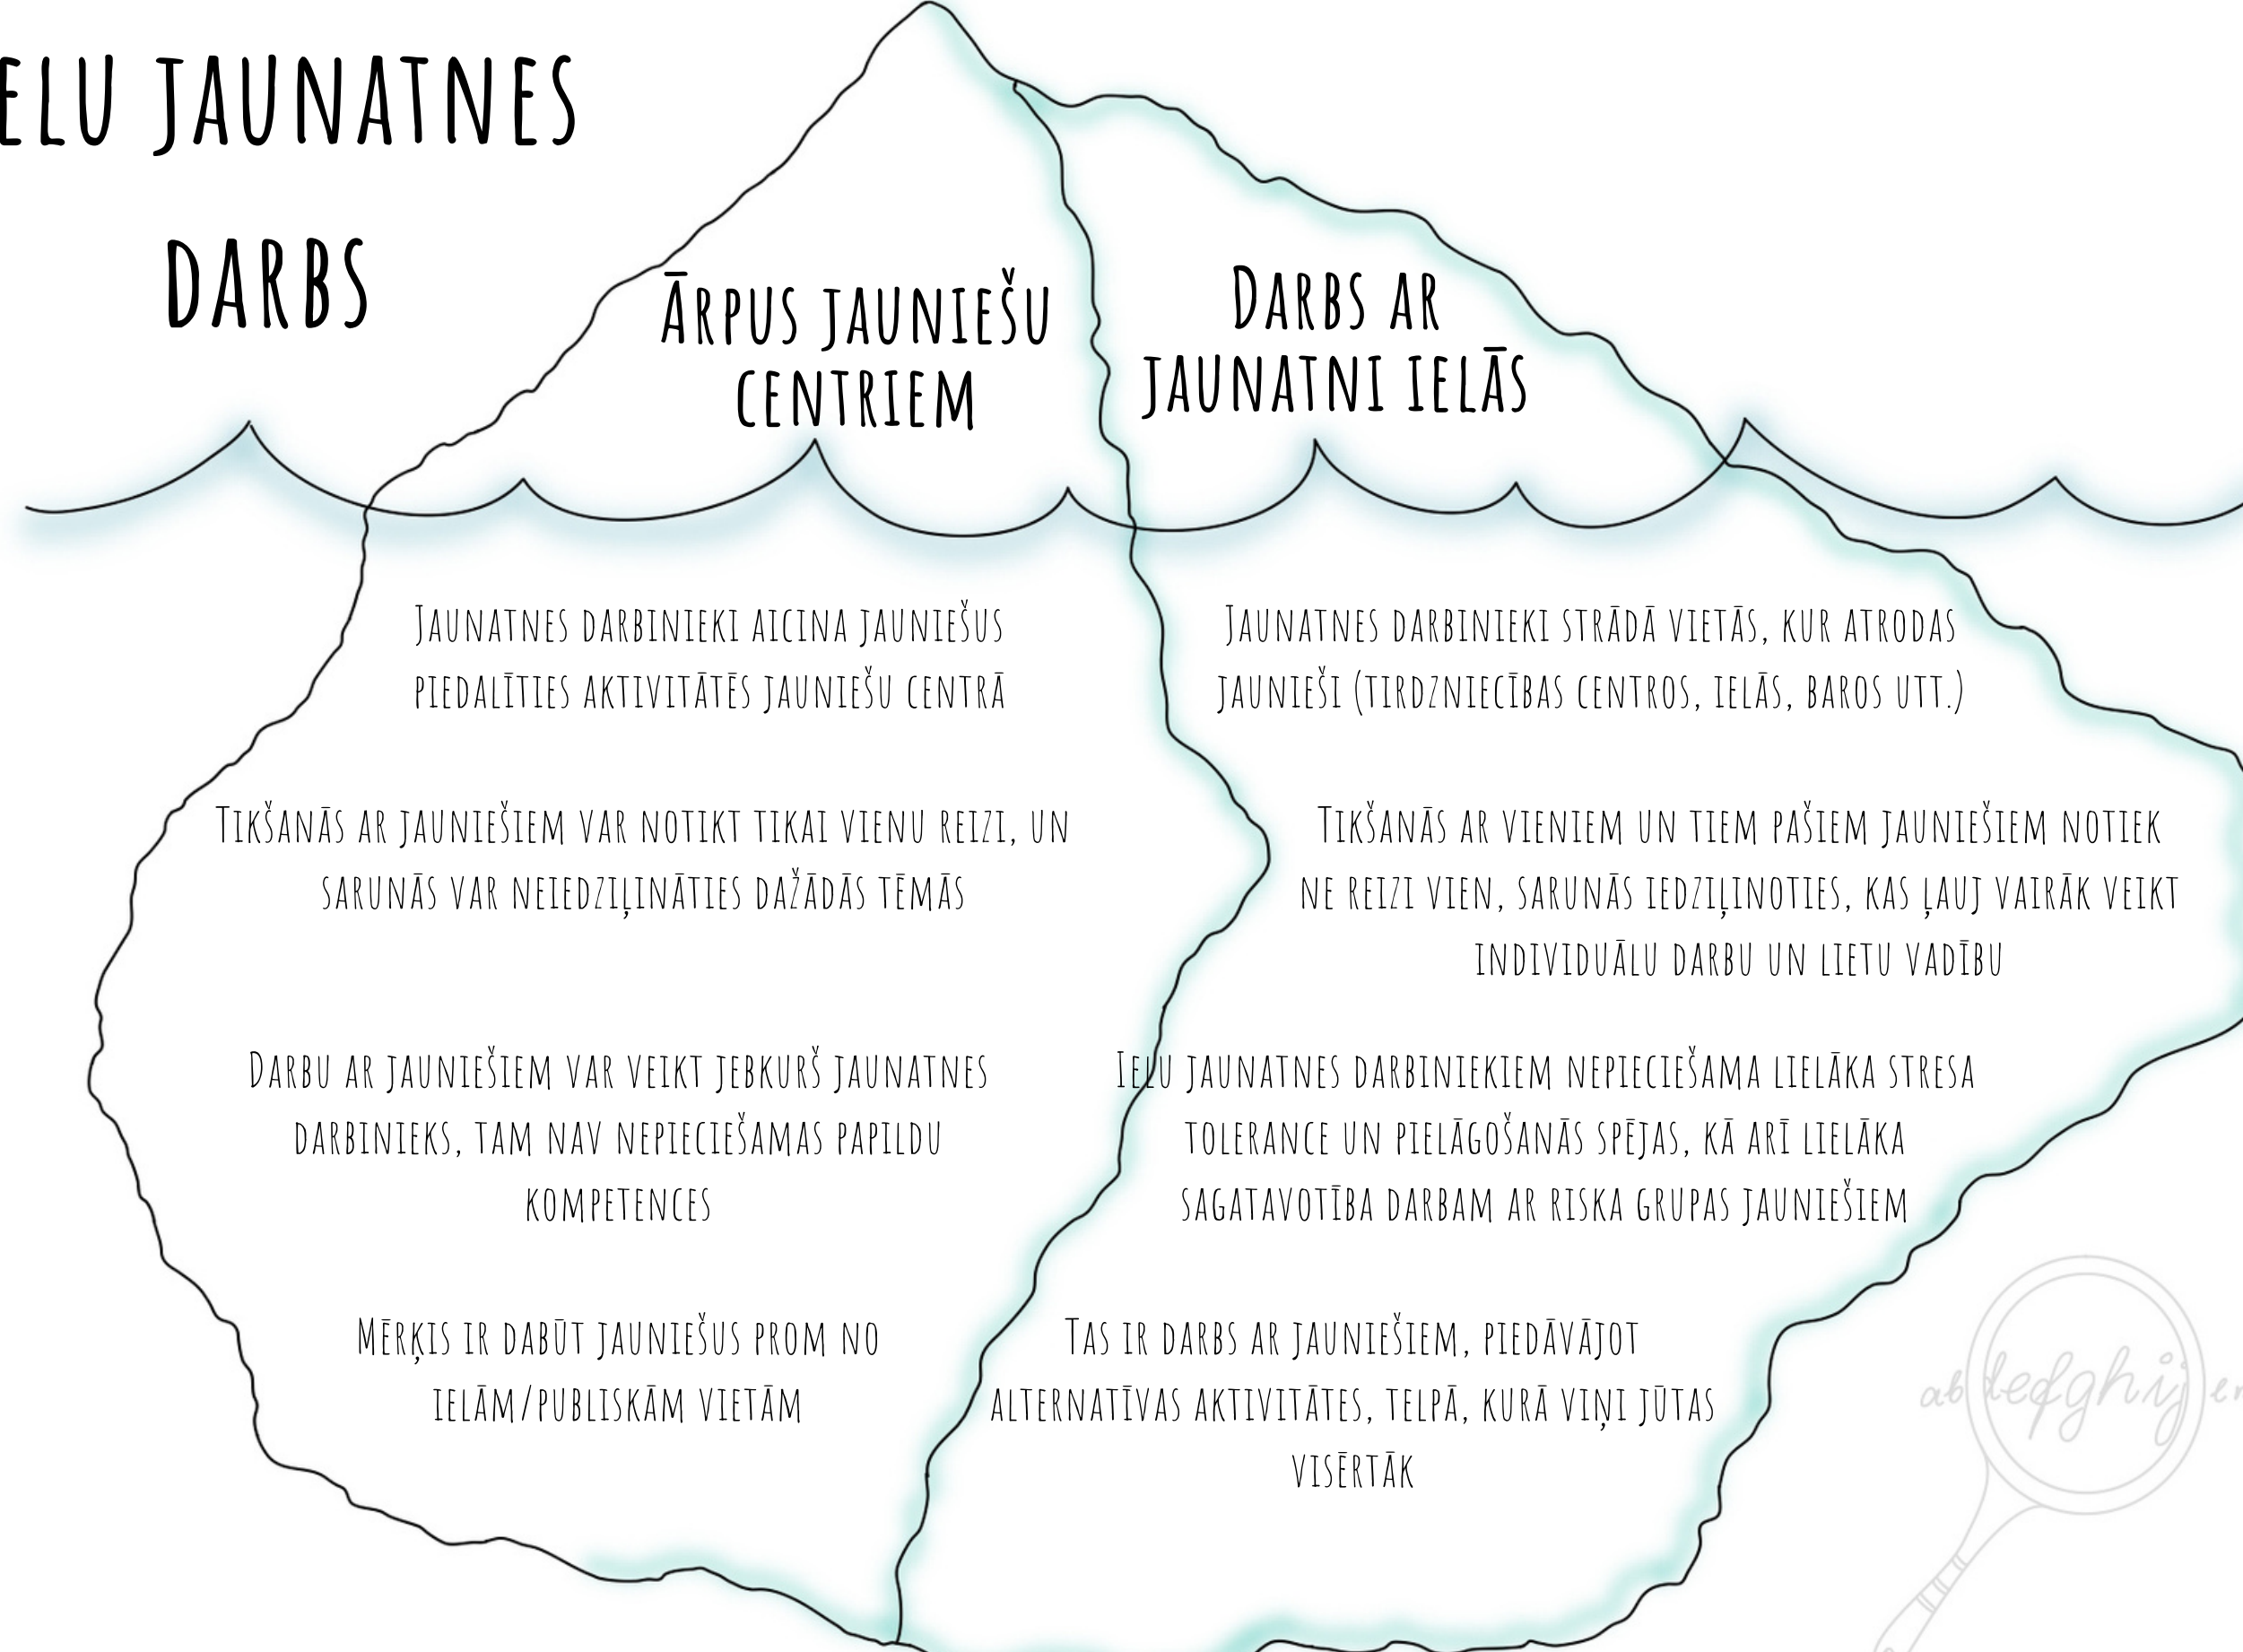 ELU JAUNATNES
DARBS
ĀRPUS JAUNIEŠU
CENTRIEM
DARBS AR
JAUNATNI IELĀS
JAUNATNES DARBINIEKI AICINA JAUNIEŠUS
PIEDALĪTIES AKTIVITĀTĒS JAUNIEŠU CENTRĀ
JAUNATNES DARBINIEKI STRĀDĀ VIETĀS, KUR ATRODAS
JAUNIEŠI (TIRDZNIECĪBAS CENTROS, IELĀS, BAROS UTT.)
TIKŠANĀS AR JAUNIEŠIEM VAR NOTIKT TIKAI VIENU REIZI, UN
SARUNĀS VAR NEIEDZIĻINĀTIES DAŽĀDĀS TĒMĀS
TIKŠANĀS AR VIENIEM UN TIEM PAŠIEM JAUNIEŠIEM NOTIEK
NE REIZI VIEN, SARUNĀS IEDZIĻINOTIES, KAS ĻAUJ VAIRĀK VEIKT
INDIVIDUĀLU DARBU UN LIETU VADĪBU
DARBU AR JAUNIEŠIEM VAR VEIKT JEBKURŠ JAUNATNES
DARBINIEKS, TAM NAV NEPIECIEŠAMAS PAPILDU
KOMPETENCES
IELU JAUNATNES DARBINIEKIEM NEPIECIEŠAMA LIELĀKA STRESA
TOLERANCE UN PIELĀGOŠANĀS SPĒJAS, KĀ ARĪ LIELĀKA
SAGATAVOTĪBA DARBAM AR RISKA GRUPAS JAUNIEŠIEM
MĒRĶIS IR DABŪT JAUNIEŠUS PROM NO
IELĀM/PUBLISKĀM VIETĀM
TAS IR DARBS AR JAUNIEŠIEM, PIEDĀVĀJOT
ALTERNATĪVAS AKTIVITĀTES, TELPĀ, KURĀ VIŅI JŪTAS
VISĒRTĀK